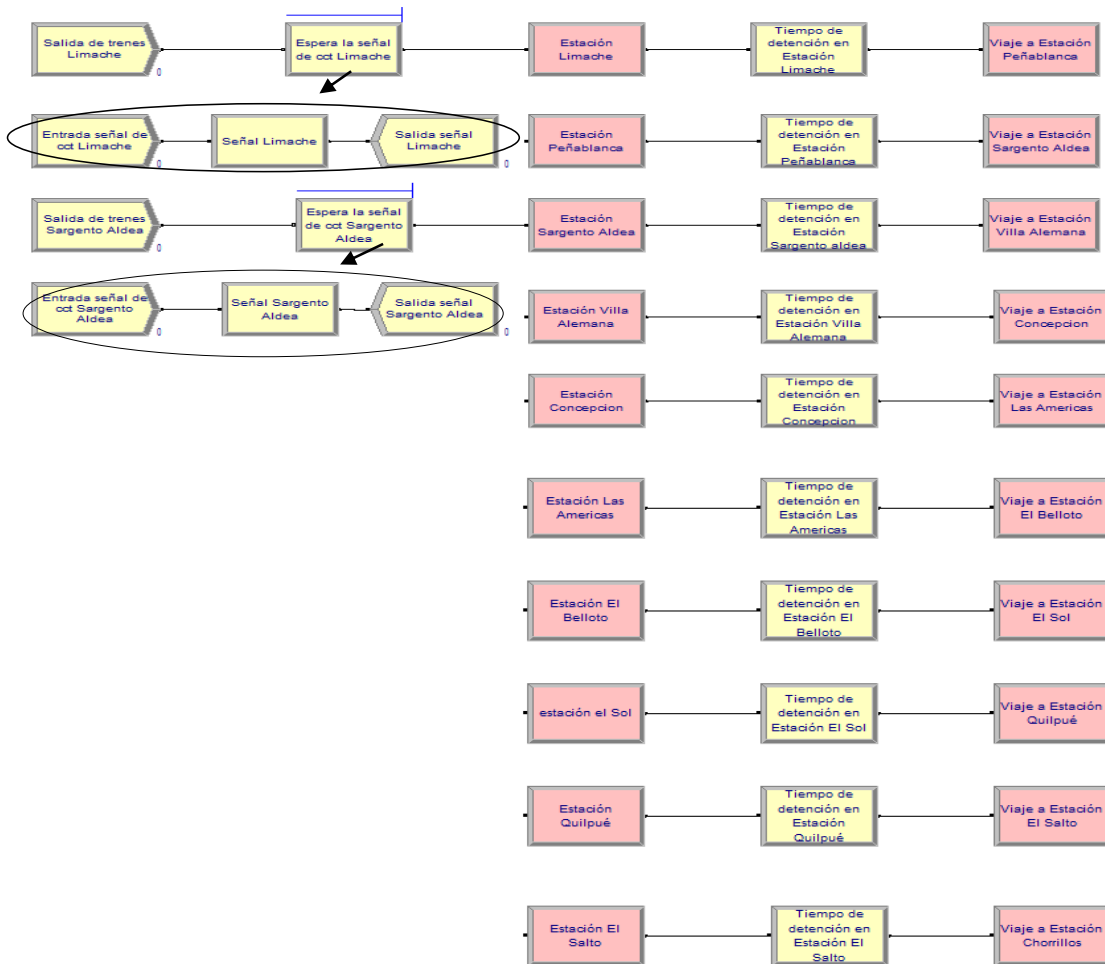 Salida de trenes
Limache
0
Espera la señal
de cct Limache
Estación
Limache
Tiempo de
detención en
Estación
Limache
Viaje a Estación
Peñablanca
Entrada señal de
cct Limache
0
Señal Limache
Salida señal
Limache
0
Estación
Peñablanca
Tiempo de
detención en
Estación
Peñablanca
Viaje a Estación
Sargento Aldea
Salida de trenes
Sargento Aldea
0
Espera la señal
de cct Sargento
Aldea
Estación
Sargento Aldea
Tiempo de
detención en
Estación
Sargento aldea
Viaje a Estación
Villa Alemana
Entrada señal de
cct Sargento
Aldea
0
Señal Sargento
Aldea
Salida señal
Sargento Aldea
0
Estación Villa
Alemana
Tiempo de
detención en
Estación Villa
Alemana
Viaje a Estación
Concepcion
Estación
Concepcion
Tiempo de
detención en
Estación
Concepcion
Viaje a Estación
Las Americas
Estación Las
Americas
Tiempo de
detención en
Estación Las
Americas
Viaje a Estación
El Belloto
Estación El
Belloto
Tiempo de
detención en
Estación El
Belloto
Viaje a Estación
El Sol
estación el Sol
Tiempo de
detención en
Estación El Sol
Viaje a Estación
Quilpué
Estación
Quilpué
Tiempo de
detención en
Estación
Quilpué
Viaje a Estación
El Salto
Estación El
Salto
Tiempo de
detención en
Estación El
Salto
Viaje a Estación
Chorrillos